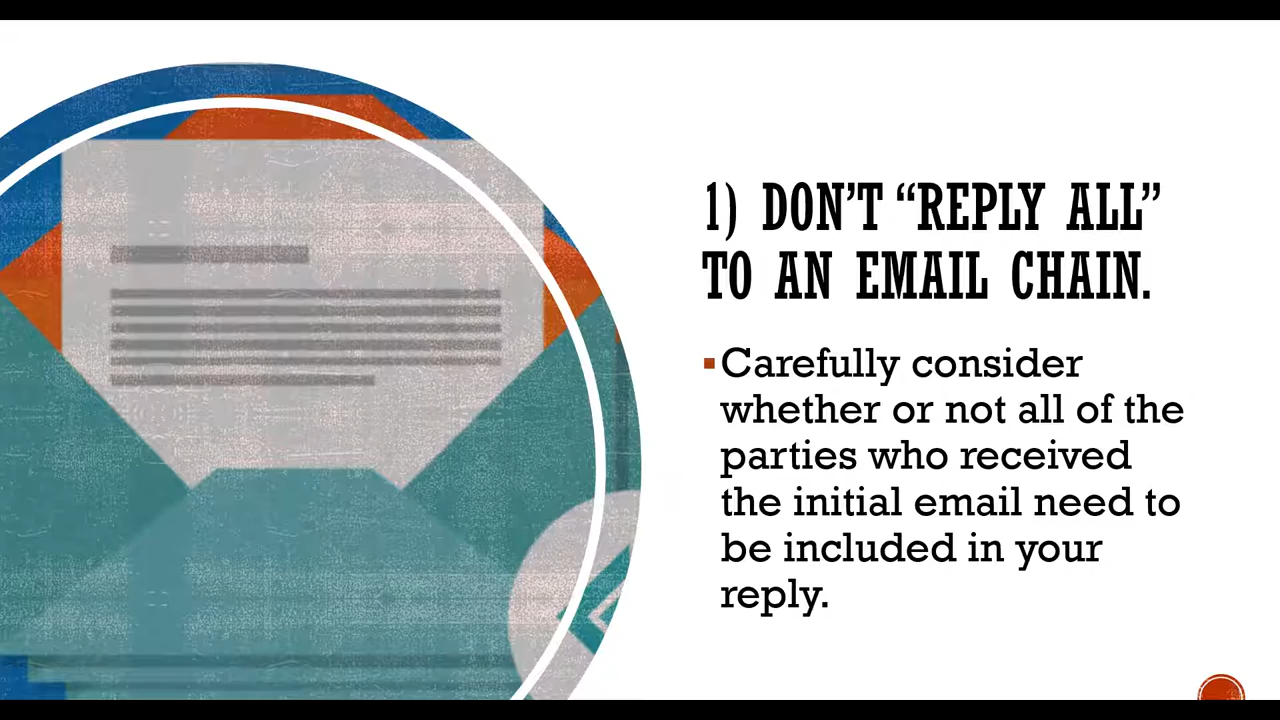 1) DON’T “REPLY ALL”
TO AN EMAIL CHAIN.
Carefully consider
whether or not all of the
parties who received
the initial email need to
be included in your
reply.